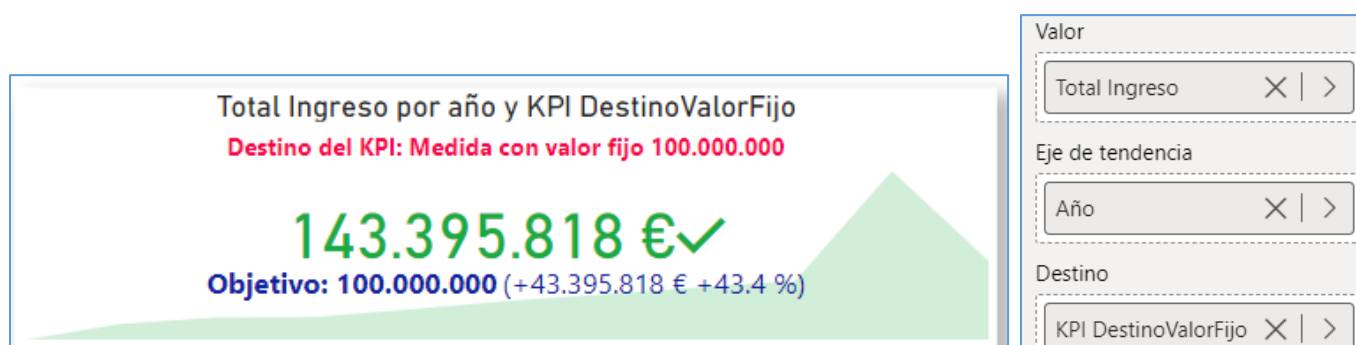 Total Ingreso por año y KPI DestinoValorFijo
Destino del KPI: Medida con valor fijo 100.000.000
143.395.818 €✓
Objetivo: 100.000.000 (+43.395.818 € +43.4 %)
Valor
Total Ingreso
Eje de tendencia
Año
Destino
KPI DestinoValorFijo